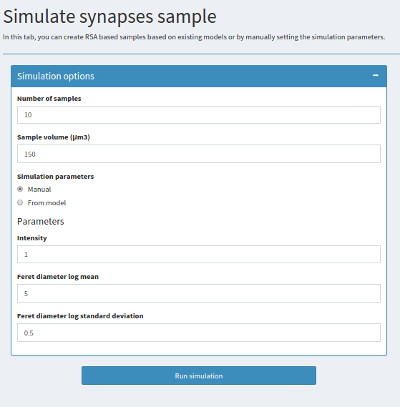 Simulate synapses sample
In this tab, you can create RSA based samples based on existing models or by manually setting the simulation parameters.
Simulation options
Number of samples
10
Sample volume (μm3)
150
Simulation parameters
Manual
From model
Parameters
Intensity
1
Feret diameter log mean
5
Feret diameter log standard deviation
0.5
Run simulation